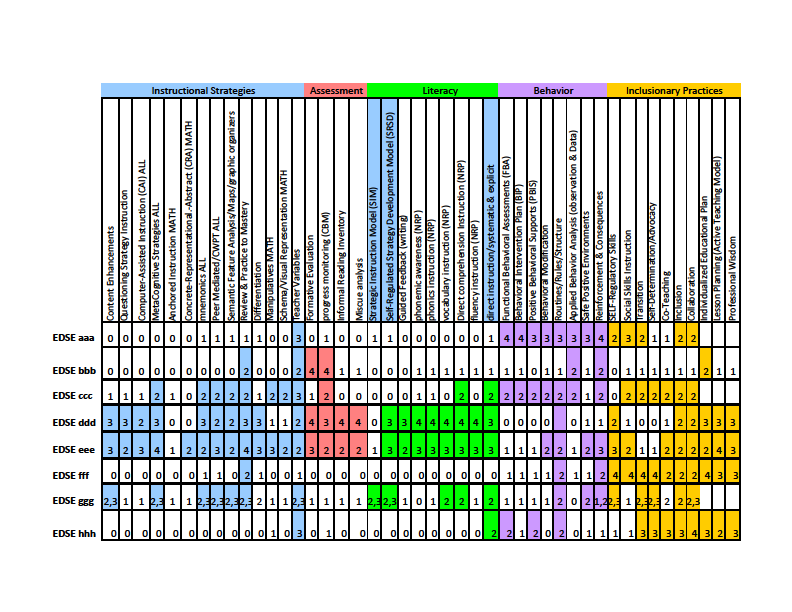 Instructional Strategies Assessment Literacy Behavior Inclusionary Practices
Content Enhancements
Questioning Strategy Instruction
Computer-Assisted Instruction (CAI) ALL
MetaCognitive Strategies ALL
Anchored Instruction MATH
Concrete-Representational.-Abstract (CRA) MATH
Mnemonics ALL
Peer Mediated/CWPT ALL
Semantic Feature Analysis/Maps/graphic organizers
Review & Practice to Mastery
Differentiation
Manipulatives MATH
Schema/Visual Representation MATH
Teacher Variables
Formative Evaluation
progress monitoring (CBM)
Informal Reading Inventory
Miscue analysis
Strategic Instruction Model (SIM)
Self-Regulated Strategy Development Model (SRSD)
Guided Feedback (writing)
phonemic awareness (NRP)
phonics Instruction (NRP)
vocabulary Instruction (NRP)
Direct comprehension Instruction (NRP)
fluency Instruction (NRP)
direct instruction/systematic & explicit
Functional Behavioral Assessments (FBA)
Behavioral Intervention Plan (BIP)
Positive Behavioral Supports (PBIS)
Behavioral Modification
Routines/Rules/Structure
Applied Behavior Analysis (observation & Data)
Safe Positive Environments
Reinforcement & Consequences
SELF-Regulatory Skills
Social Skills Instruction
Transition
Self-Determination/Advocacy
Co-Teaching
Inclusion
Collaboration
Individualized Educational Plan
Lesson Planning (Active Teaching Model)
Professional Wisdom
EDSE aaa 0 0 0 0 0 0 1 1 1 1 1 0 0 3 0 1 0 0 1 1 0 0 0 0 0 0 1 4 4 3 3 3 3 3 3 2 3 2 1 1 2 2
EDSE bbb 0 0 0 0 0 0 0 0 0 2 0 0 0 2 4 4 1 1 0 0 0 1 1 1 1 1 1 1 1 1 1 1 2 1 2 0 1 1 1 1 1 1 2 1 1
EDSE ccc 1 1 1 2 1 0 2 2 2 2 1 2 2 3 1 2 0 0 0 0 0 1 1 0 2 0 2 2 2 2 2 2 2 1 2 0 2 2 2 2 2 2
EDSE ddd 3 3 2 3 0 0 3 2 2 3 3 1 1 2 4 3 4 4 0 3 3 4 4 4 4 4 3 0 0 0 0 0 1 1 2 1 0 0 1 2 2 3 3 3
EDSE eee 3 2 3 4 1 2 2 3 2 4 3 3 2 2 3 2 2 2 1 3 2 3 3 3 3 3 3 1 1 1 2 2 1 2 3 3 2 1 1 2 2 2 2 4 3
EDSE fff 0 0 0 0 0 0 1 1 0 2 1 0 0 1 0 0 0 0 0 0 0 0 0 0 0 0 0 1 1 1 1 2 1 1 2 4 4 4 4 2 2 2 2 3 3
EDSE ggg 2,3 1 1 2,3 1 1 2,3 2,3 2,3 2,3 2 1 1 2,3 1 1 1 1 2,3 2,3 1 0 1 2 2 1 2 1 1 1 1 2 0 2 1,2 2,3 1 2,3 2,3 2 2 2,3
EDSE hhh 0 0 0 0 0 0 0 0 0 0 0 1 0 3 0 1 0 0 0 0 0 0 0 0 0 0 2 2 1 2 0 2 0 1 1 1 1 3 3 3 3 4 3 2 3